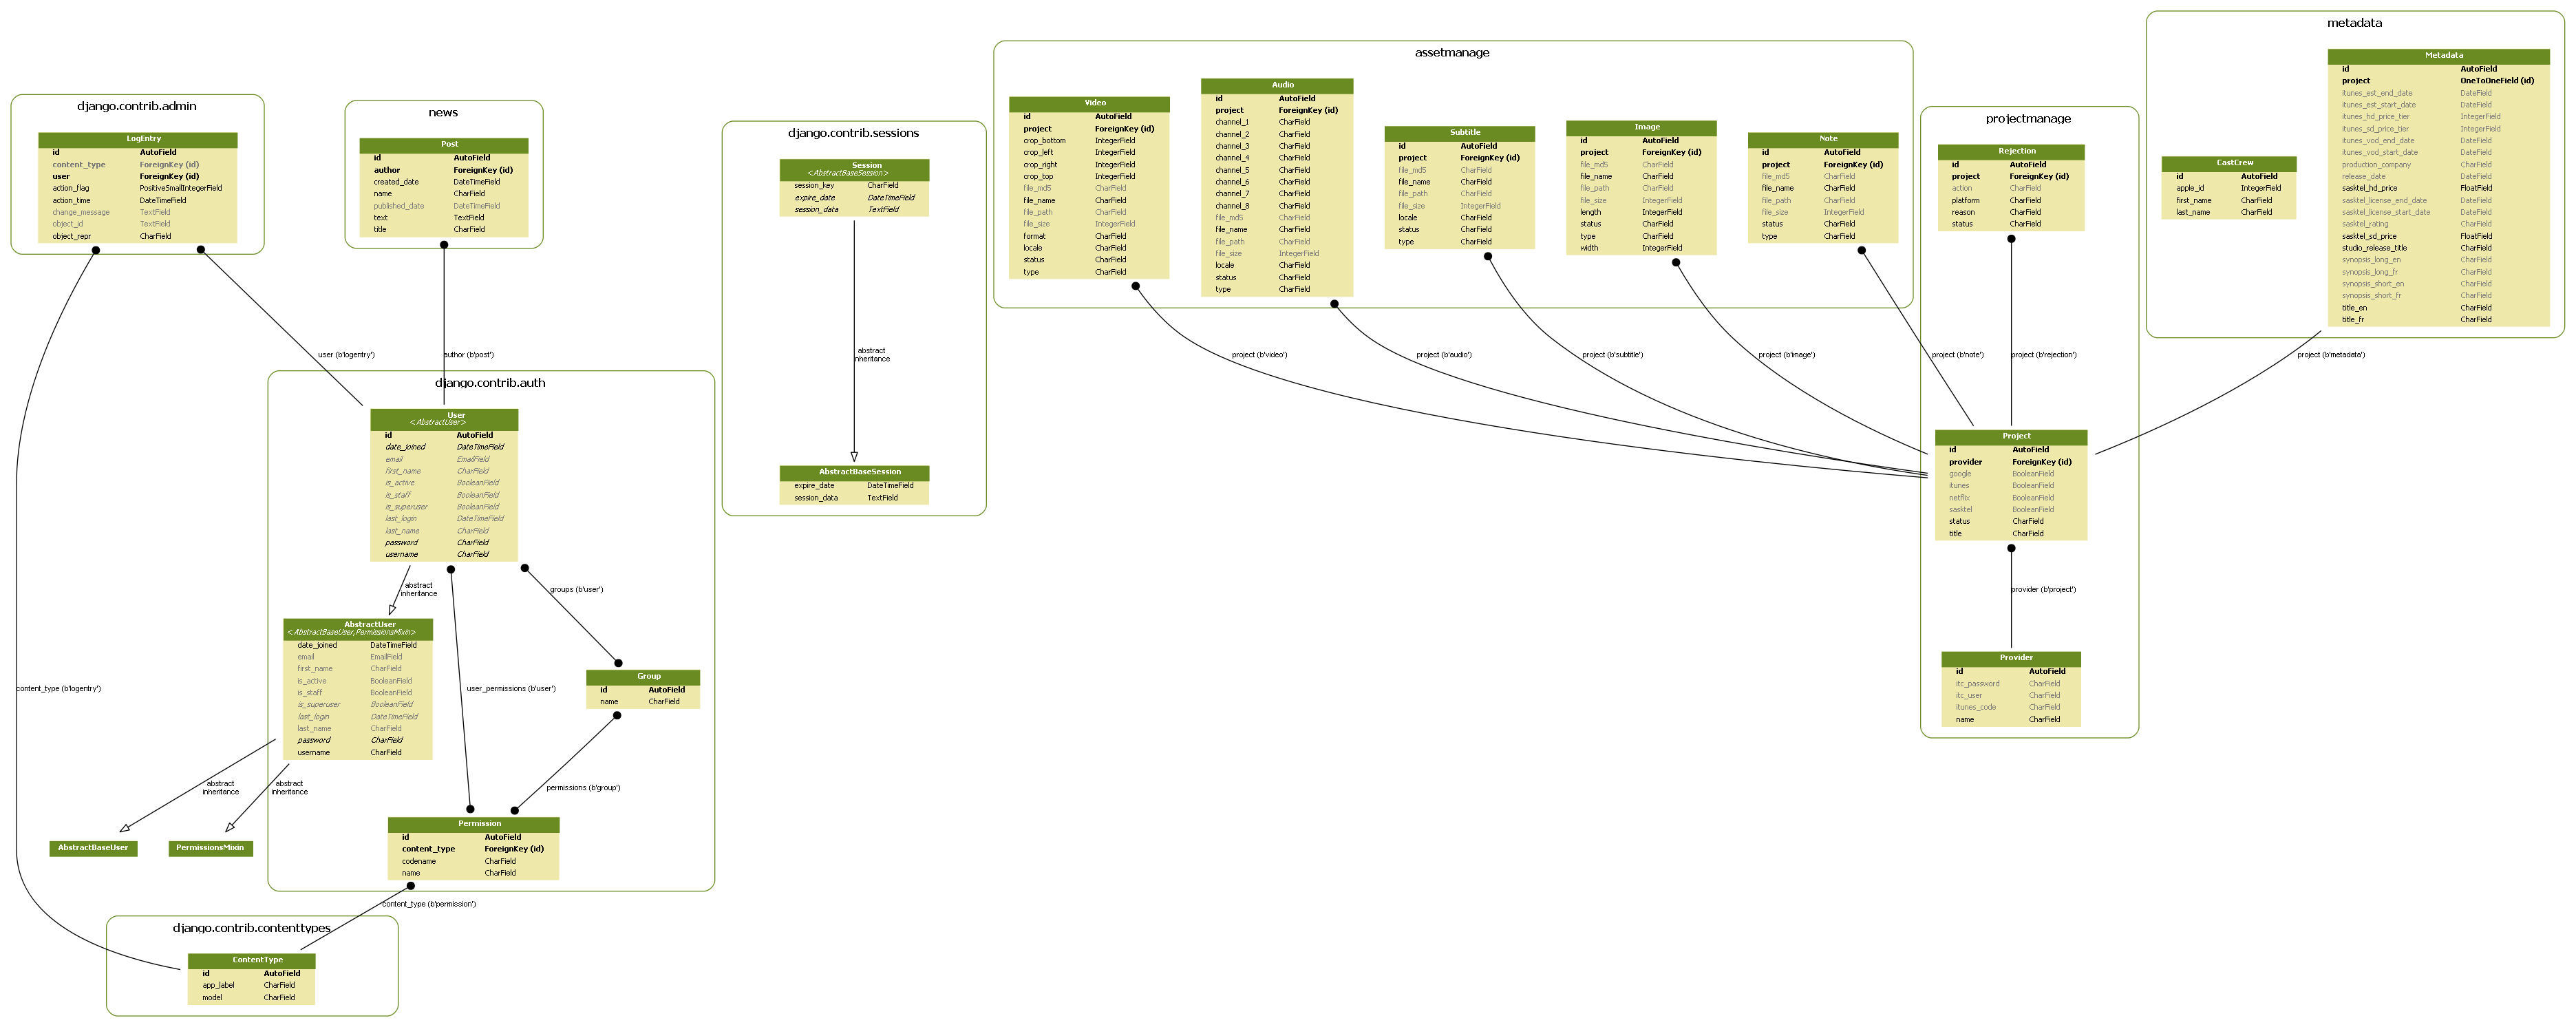 django.contrib.admin
LogEntry
id AutoField
content_type ForeignKey (id)
user ForeignKey (id)
action_flag PositiveSmallIntegerField
action_time DateTimeField
change_message TextField
object_id TextField
object_repr CharField
news
Post
id AutoField
author ForeignKey (id)
created_date DateTimeField
name CharField
published_date DateTimeField
text TextField
title CharField
user (b'logentry')
author (b'post')
content_type (b'logentry')
django.contrib.auth
User
<AbstractUser>
id AutoField
date_joined DateTimeField
email EmailField
first_name CharField
is_active BooleanField
is_staff BooleanField
is_superuser BooleanField
last_login DateTimeField
last_name CharField
password CharField
username CharField
abstract
inheritance
groups (b'user')
user_permissions (b'user')
AbstractUser
<AbstractBaseUser,PermissionsMixin>
date_joined DateTimeField
email EmailField
first_name CharField
is_active BooleanField
is_staff BooleanField
is_superuser BooleanField
last_login DateTimeField
last_name CharField
password CharField
username CharField
Group
id AutoField
name CharField
permissions (b'group')
abstract
inheritance
abstract
inheritance
AbstractBaseUser
PermissionsMixin
Permission
id AutoField
content_type ForeignKey (id)
codename CharField
name CharField
content_type (b'permission')
django.contrib.contenttypes
ContentType
id AutoField
app_label CharField
model CharField
django.contrib.sessions
Session
<AbstractBaseSession>
session_key CharField
expire_date DateTimeField
session_data TextField
abstract
inheritance
AbstractBaseSession
expire_date DateTimeField
session_data TextField
assetmanage
Video
id AutoField
project ForeignKey (id)
crop_bottom IntegerField
crop_left IntegerField
crop_right IntegerField
crop_top IntegerField
file_md5 CharField
file_name CharField
file_path CharField
file_size IntegerField
format CharField
locale CharField
status CharField
type CharField
Audio
id AutoField
project ForeignKey (id)
channel_1 CharField
channel_2 CharField
channel_3 CharField
channel_4 CharField
channel_5 CharField
channel_6 CharField
channel_7 CharField
channel_8 CharField
file_md5 CharField
file_name CharField
file_path CharField
file_size IntegerField
locale CharField
status CharField
type CharField
Subtitle
id AutoField
project ForeignKey (id)
file_md5 CharField
file_name CharField
file_path CharField
file_size IntegerField
locale CharField
status CharField
type CharField
Image
id AutoField
project ForeignKey (id)
file_md5 CharField
file_name CharField
file_path CharField
file_size IntegerField
length IntegerField
status CharField
type CharField
width IntegerField
Note
id AutoField
project ForeignKey (id)
file_md5 CharField
file_name CharField
file_path CharField
file_size IntegerField
status CharField
type CharField
project (b'video')
project (b'audio')
project (b'subtitle')
project (b'image')
project (b'note')
project (b'rejection')
project (b'metadata')
projectmanage
Rejection
id AutoField
project ForeignKey (id)
action CharField
platform CharField
reason CharField
status CharField
Project
id AutoField
provider ForeignKey (id)
google BooleanField
itunes BooleanField
netflix BooleanField
sasktel BooleanField
status CharField
title CharField
provider (b'project')
Provider
id AutoField
itc_password CharField
itc_user CharField
itunes_code CharField
name CharField
metadata
CastCrew
id AutoField
apple_id IntegerField
first_name CharField
last_name CharField
Metadata
id AutoField
project OneToOneField (id)
itunes_est_end_date DateField
itunes_est_start_date DateField
itunes_hd_price_tier IntegerField
itunes_sd_price_tier IntegerField
itunes_vod_end_date DateField
itunes_vod_start_date DateField
production_company CharField
release_date DateField
sasktel_hd_price FloatField
sasktel_license_end_date DateField
sasktel_license_start_date DateField
sasktel_rating CharField
sasktel_sd_price FloatField
studio_release_title CharField
synopsis_long_en CharField
synopsis_long_fr CharField
synopsis_short_en CharField
synopsis_short_fr CharField
title_en CharField
title_fr CharField